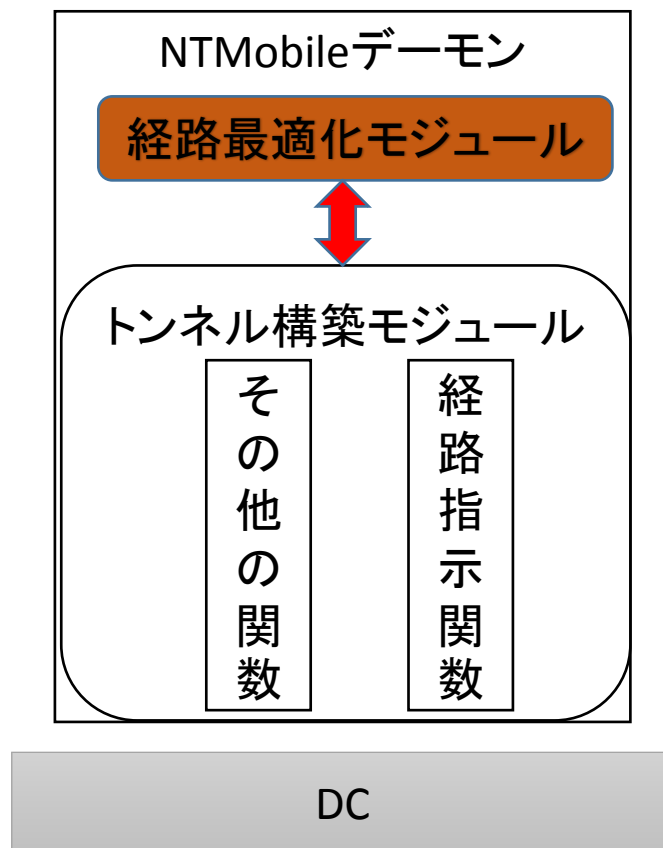 NTMobileデーモン
経路最適化モジュール
トンネル構築モジュール
その他の関数
経路指示関数
DC